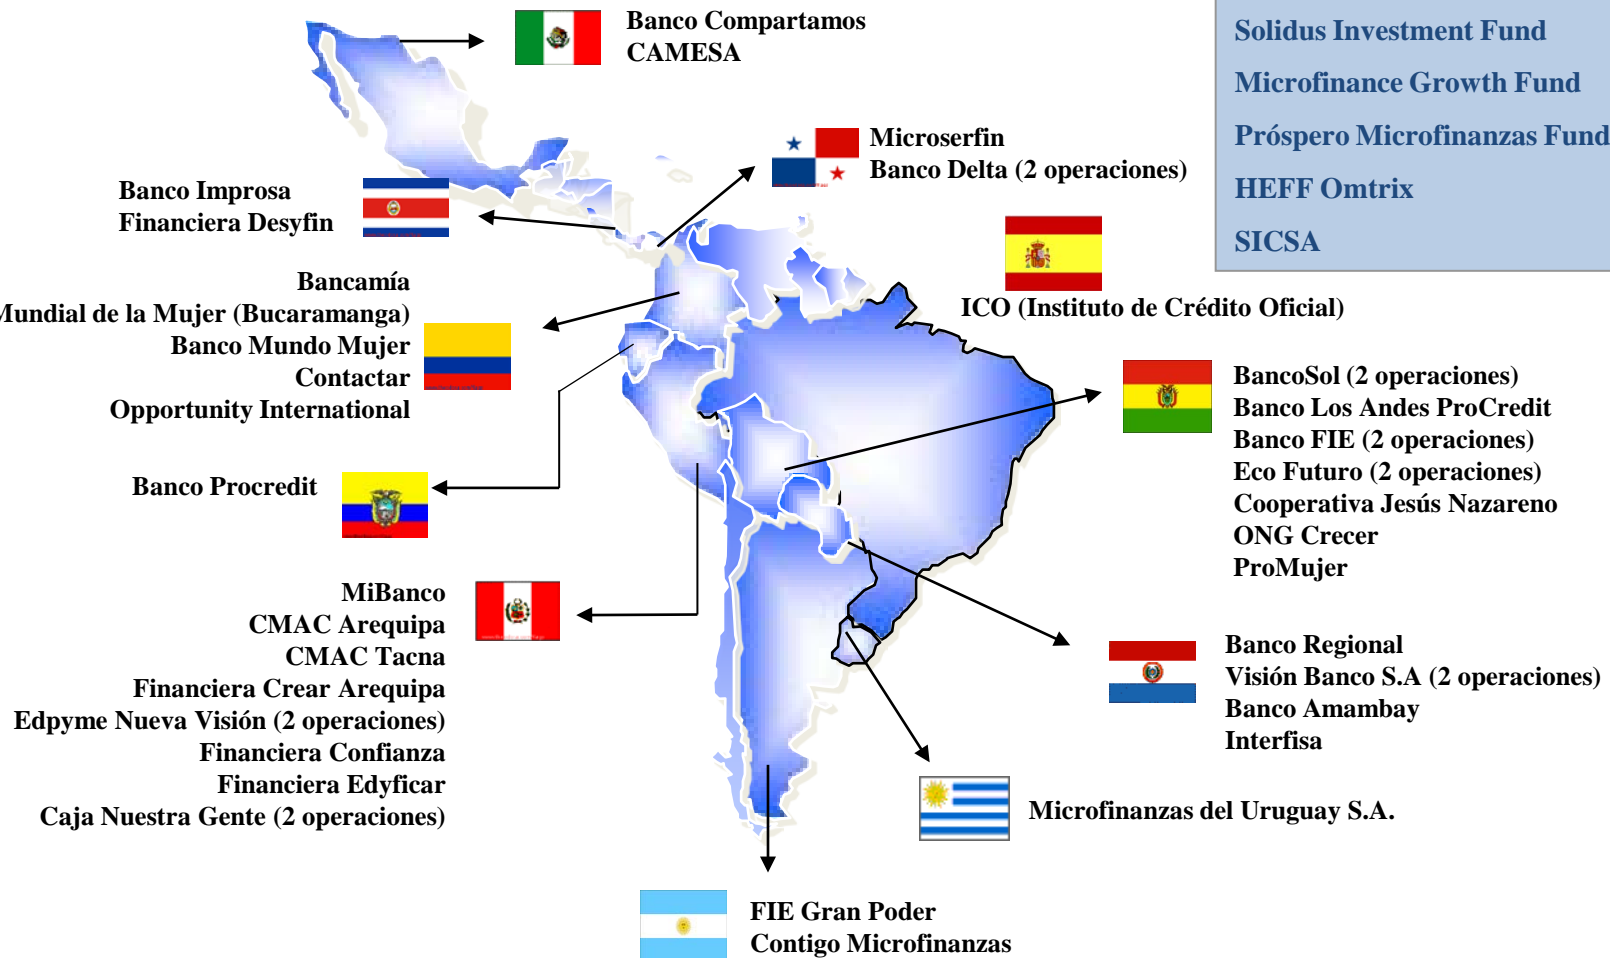 Banco Compartamos
CAMESA
Solidus Investment Fund
Microfinance Growth Fund
Próspero Microfinanzas Fund
HEFF Omtrix
SICSA
Microserfin
Banco Delta (2 operaciones)
Banco Improsa
Financiera Desyfin
ICO (Instituto de Crédito Oficial)
Bancamía
Mundial de la Mujer (Bucaramanga)
Banco Mundo Mujer
Contactar
Opportunity International
BancoSol (2 operaciones)
Banco Los Andes ProCredit
Banco FIE (2 operaciones)
Eco Futuro (2 operaciones)
Cooperativa Jesús Nazareno
ONG Crecer
ProMujer
Banco Procredit
MiBanco
CMAC Arequipa
CMAC Tacna
Financiera Crear Arequipa
Edpyme Nueva Visión (2 operaciones)
Financiera Confianza
Financiera Edyficar
Caja Nuestra Gente (2 operaciones)
Banco Regional
Visión Banco S.A (2 operaciones)
Banco Amambay
Interfisa
Microfinanzas del Uruguay S.A.
FIE Gran Poder
Contigo Microfinanzas